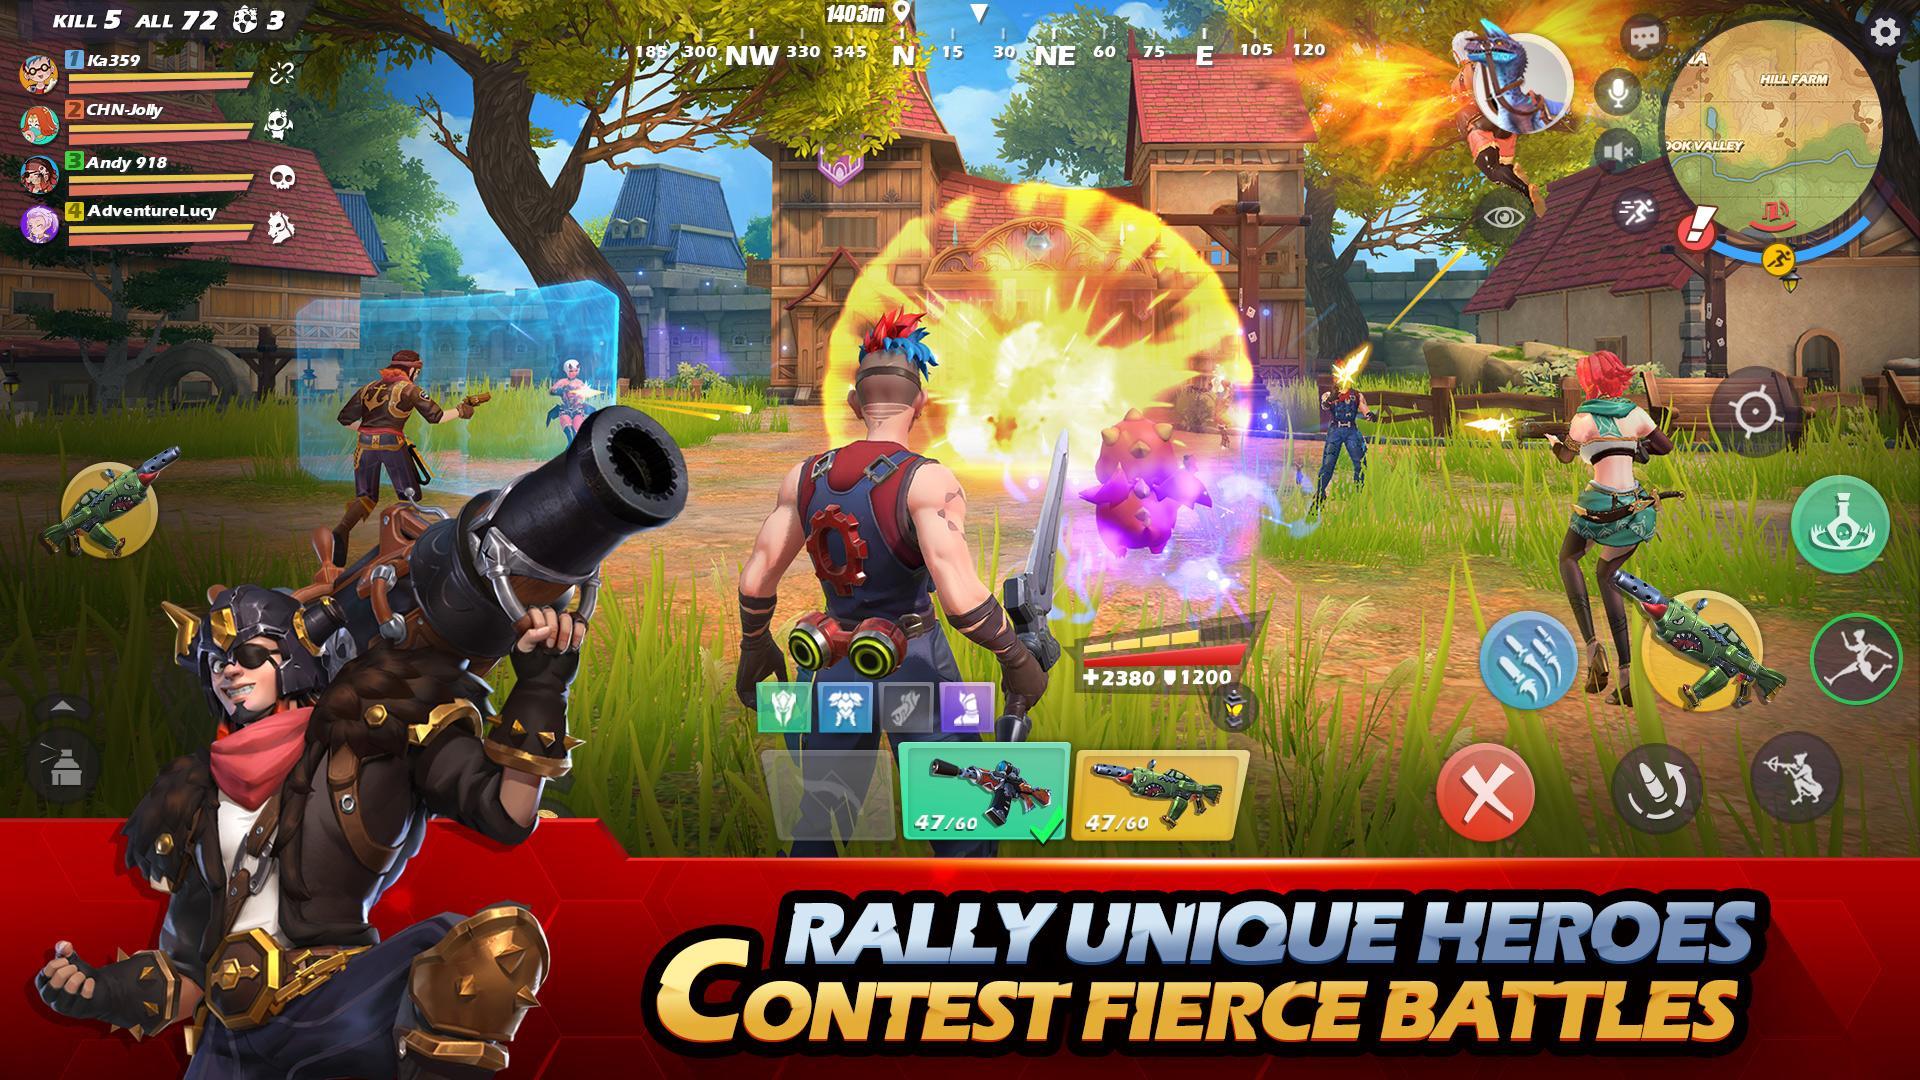 KILL 5 ALL 72 3
1 Ka359
2 CHN-Jolly
3 Andy 918
4 AdventureLucy
1403m
185 300 NW 330 345 N 15 30 NE 60 75 E 105 120
HILL FARM
OOK VALLEY
2380 1200
47/60
47/60
RALLY UNIQUE HEROES
CONTEST FIERCE BATTLES